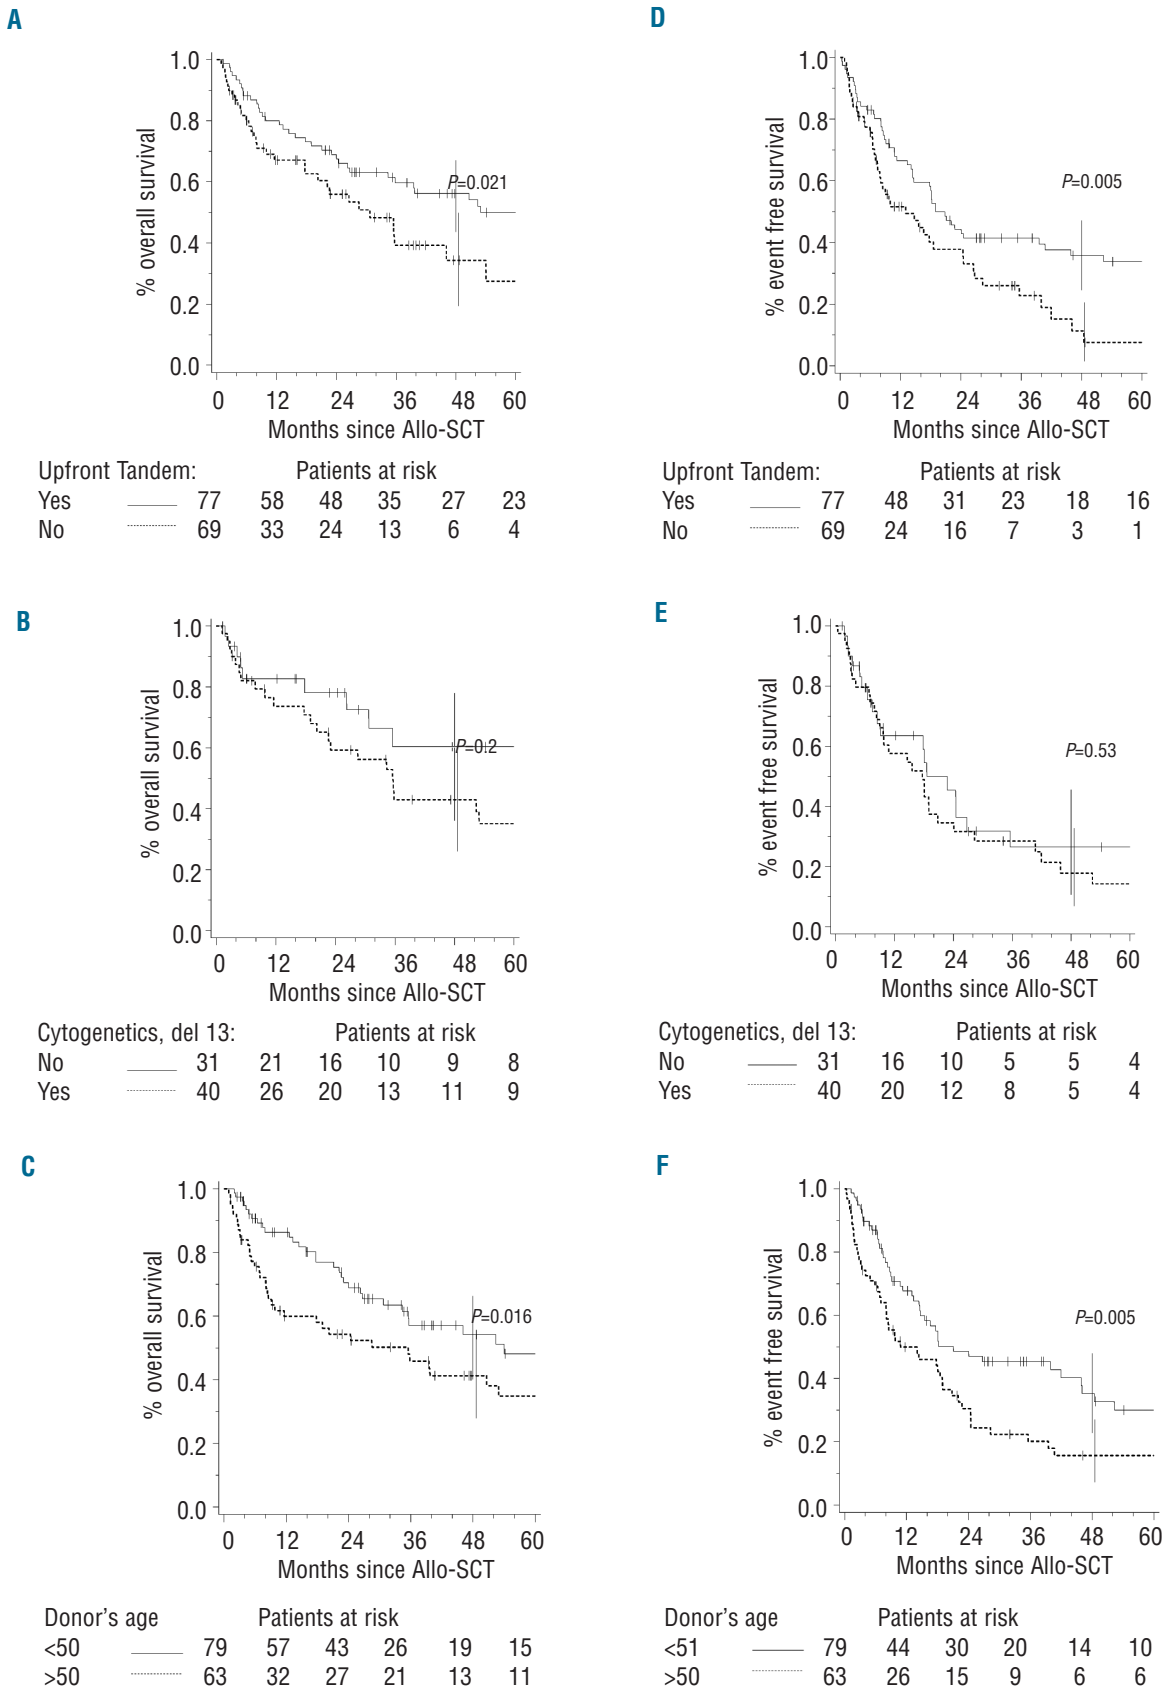 A
% overall survival
1.0
0.8
0.6
0.4
0.2
0.0
P=0.021
0 12 24 36 48 60
Months since Allo-SCT
Upfront Tandem: Patients at risk
Yes 77 58 48 35 27 23
No 69 33 24 13 6 4
D
% event free survival
1.0
0.8
0.6
0.4
0.2
0.0
P=0.005
0 12 24 36 48 60
Months since Allo-SCT
Upfront Tandem: Patients at risk
Yes 77 48 31 23 18 16
No 69 24 16 7 3 1
B
% overall survival
1.0
0.8
0.6
0.4
0.2
0.0
P=0.2
0 12 24 36 48 60
Months since Allo-SCT
Cytogenetics, del 13: Patients at risk
No 31 21 16 10 9 8
Yes 40 26 20 13 11 9
E
% event free survival
1.0
0.8
0.6
0.4
0.2
0.0
P=0.53
0 12 24 36 48 60
Months since Allo-SCT
Cytogenetics, del 13: Patients at risk
No 31 16 10 5 5 4
Yes 40 20 12 8 5 4
C
% overall survival
1.0
0.8
0.6
0.4
0.2
0.0
P=0.016
0 12 24 36 48 60
Months since Allo-SCT
Donor's age Patients at risk
<50 79 57 43 26 19 15
>50 63 32 27 21 13 11
F
% event free survival
1.0
0.8
0.6
0.4
0.2
0.0
P=0.005
0 12 24 36 48 60
Months since Allo-SCT
Donor's age Patients at risk
<51 79 44 30 20 14 10
>50 63 26 15 9 6 6